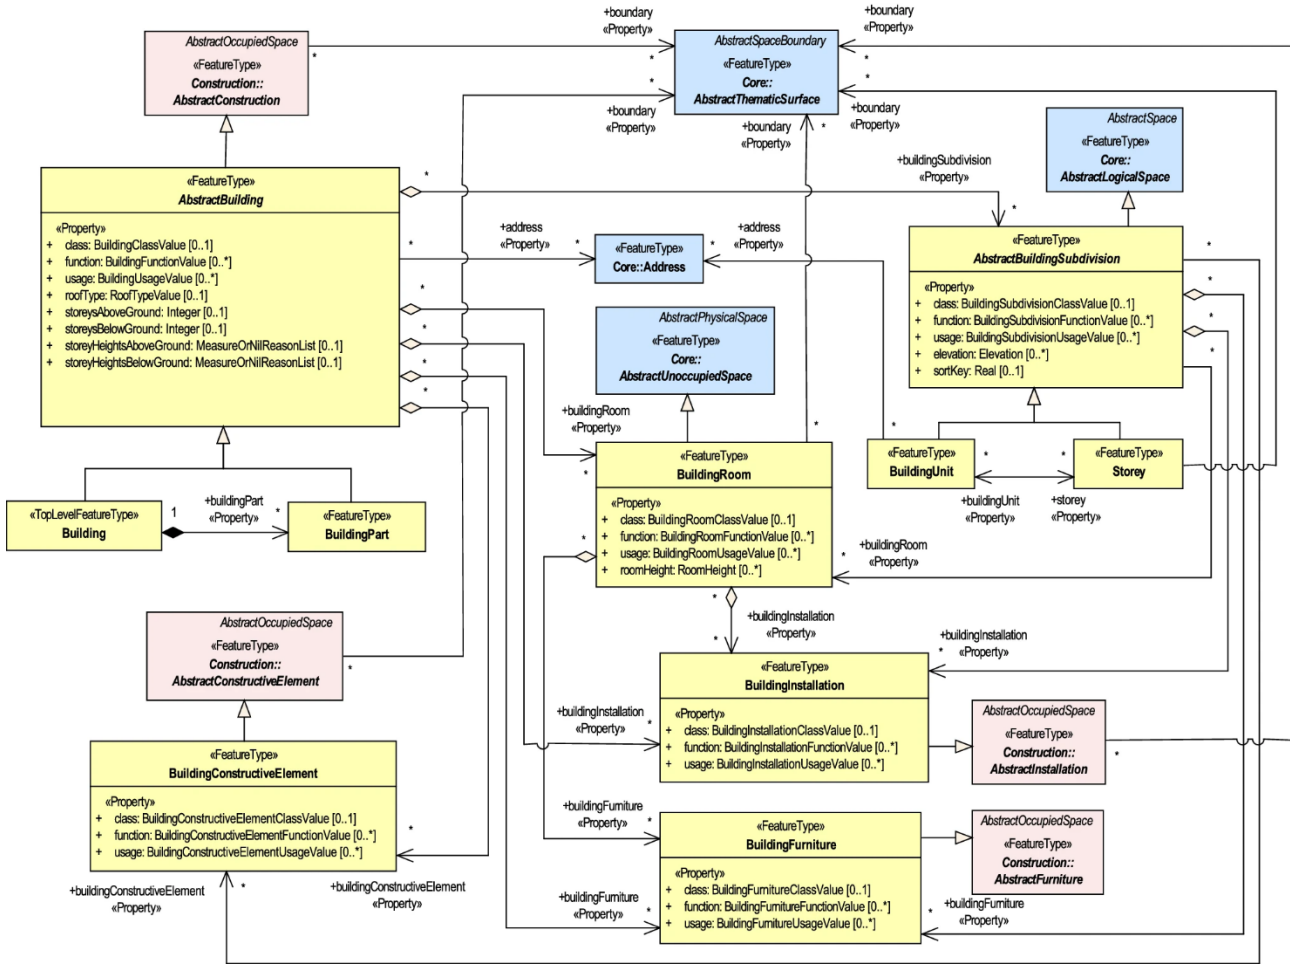 +boundary
«Property»
*
*
AbstractOccupiedSpace
«FeatureType»
Construction::
AbstractConstruction
AbstractSpaceBoundary
«FeatureType»
Core::
AbstractThematicSurface
+boundary
«Property»
*
*
+boundary
«Property»
*
+boundary
«Property»
*
+boundary
«Property»
*
AbstractSpace
«FeatureType»
Core::
AbstractLogicalSpace
«FeatureType»
AbstractBuilding
«Property»
+ class: BuildingClassValue [0..1]
+ function: BuildingFunctionValue [0..*]
+ usage: BuildingUsageValue [0..*]
+ roofType: RoofTypeValue [0..1]
+ storeysAboveGround: Integer [0..1]
+ storeysBelowGround: Integer [0..1]
+ storeyHeightsAboveGround: MeasureOrNilReasonList [0..1]
+ storeyHeightsBelowGround: MeasureOrNilReasonList [0..1]
*
+buildingSubdivision
«Property»
*
*
+address
«Property»
*
«FeatureType»
Core::Address
*
+address
«Property»
*
*
*
*
*
«FeatureType»
AbstractBuildingSubdivision
«Property»
+ class: BuildingSubdivisionClassValue [0..1]
+ function: BuildingSubdivisionFunctionValue [0..*]
+ usage: BuildingSubdivisionUsageValue [0..*]
+ elevation: Elevation [0..*]
+ sortKey: Real [0..1]
*
*
*
*
AbstractPhysicalSpace
«FeatureType»
Core::
AbstractUnoccupiedSpace
+buildingRoom
«Property»
*
*
*
*
«FeatureType»
BuildingRoom
«Property»
+ class: BuildingRoomClassValue [0..1]
+ function: BuildingRoomFunctionValue [0..*]
+ usage: BuildingRoomUsageValue [0..*]
+ roomHeight: RoomHeight [0..*]
«FeatureType»
BuildingUnit
*
*
«FeatureType»
Storey
+buildingUnit
«Property»
+storey
«Property»
«TopLevelFeatureType»
Building
1
+buildingPart
«Property»
*
«FeatureType»
BuildingPart
*
+buildingRoom
«Property»
*
+buildingInstallation
«Property»
*
+buildingInstallation
«Property»
*
AbstractOccupiedSpace
«FeatureType»
Construction::
AbstractConstructiveElement
*
«FeatureType»
BuildingInstallation
«Property»
+ class: BuildingInstallationClassValue [0..1]
+ function: BuildingInstallationFunctionValue [0..*]
+ usage: BuildingInstallationUsageValue [0..*]
+buildingInstallation
«Property»
*
AbstractOccupiedSpace
«FeatureType»
Construction::
AbstractInstallation
*
«FeatureType»
BuildingConstructiveElement
«Property»
+ class: BuildingConstructiveElementClassValue [0..1]
+ function: BuildingConstructiveElementFunctionValue [0..*]
+ usage: BuildingConstructiveElementUsageValue [0..*]
*
+buildingConstructiveElement
«Property»
*
+buildingConstructiveElement
«Property»
+buildingFurniture
«Property»
*
«FeatureType»
BuildingFurniture
«Property»
+ class: BuildingFurnitureClassValue [0..1]
+ function: BuildingFurnitureFunctionValue [0..*]
+ usage: BuildingFurnitureUsageValue [0..*]
AbstractOccupiedSpace
«FeatureType»
Construction::
AbstractFurniture
+buildingFurniture
«Property»
*
+buildingFurniture
«Property»
*